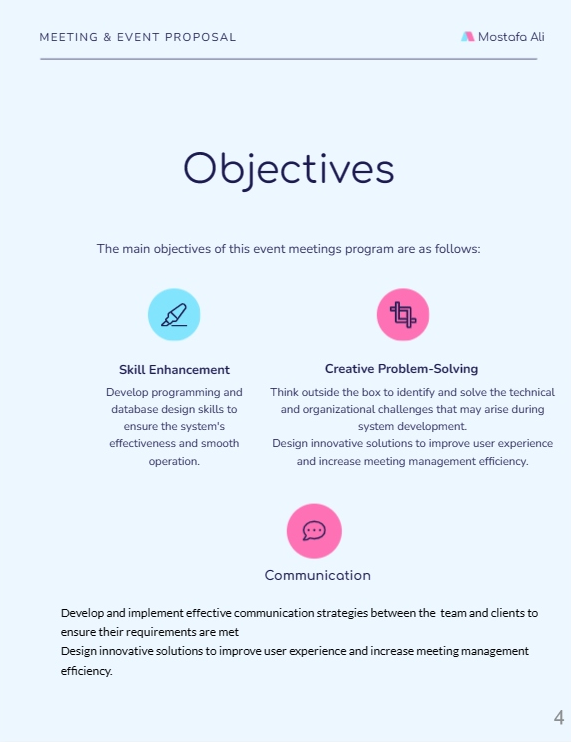 MEETING & EVENT PROPOSAL
Mostafa Ali
Objectives
The main objectives of this event meetings program are as follows:
Skill Enhancement
Develop programming and
database design skills to
ensure the system's
effectiveness and smooth
operation.
Creative Problem-Solving
Think outside the box to identify and solve the technical
and organizational challenges that may arise during
system development.
Design innovative solutions to improve user experience
and increase meeting management efficiency.
Communication
Develop and implement effective communication strategies between the  team and clients to
ensure their requirements are met
Design innovative solutions to improve user experience and increase meeting management
efficiency.
4